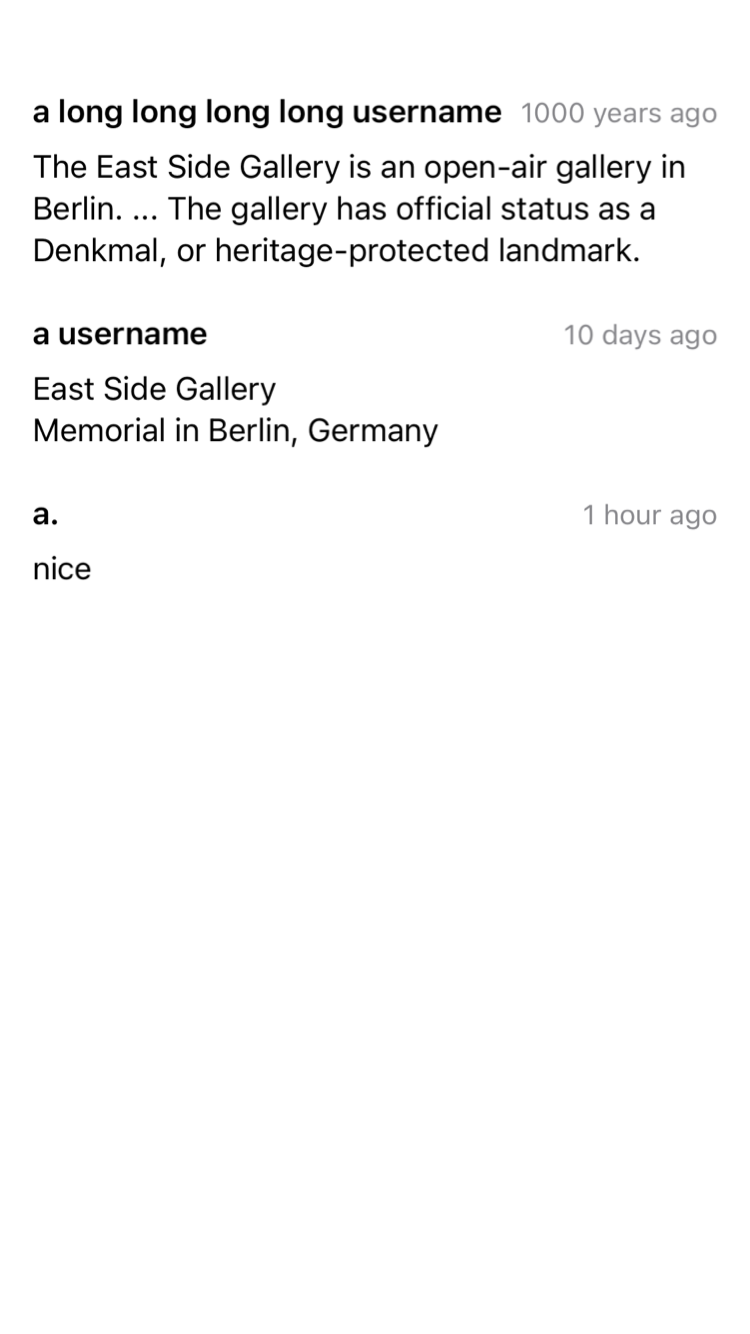 a long long long long username 1000 years ago
The East Side Gallery is an open-air gallery in
Berlin. ... The gallery has official status as a
Denkmal, or heritage-protected landmark.
a username 10 days ago
East Side Gallery
Memorial in Berlin, Germany
a. 1 hour ago
nice